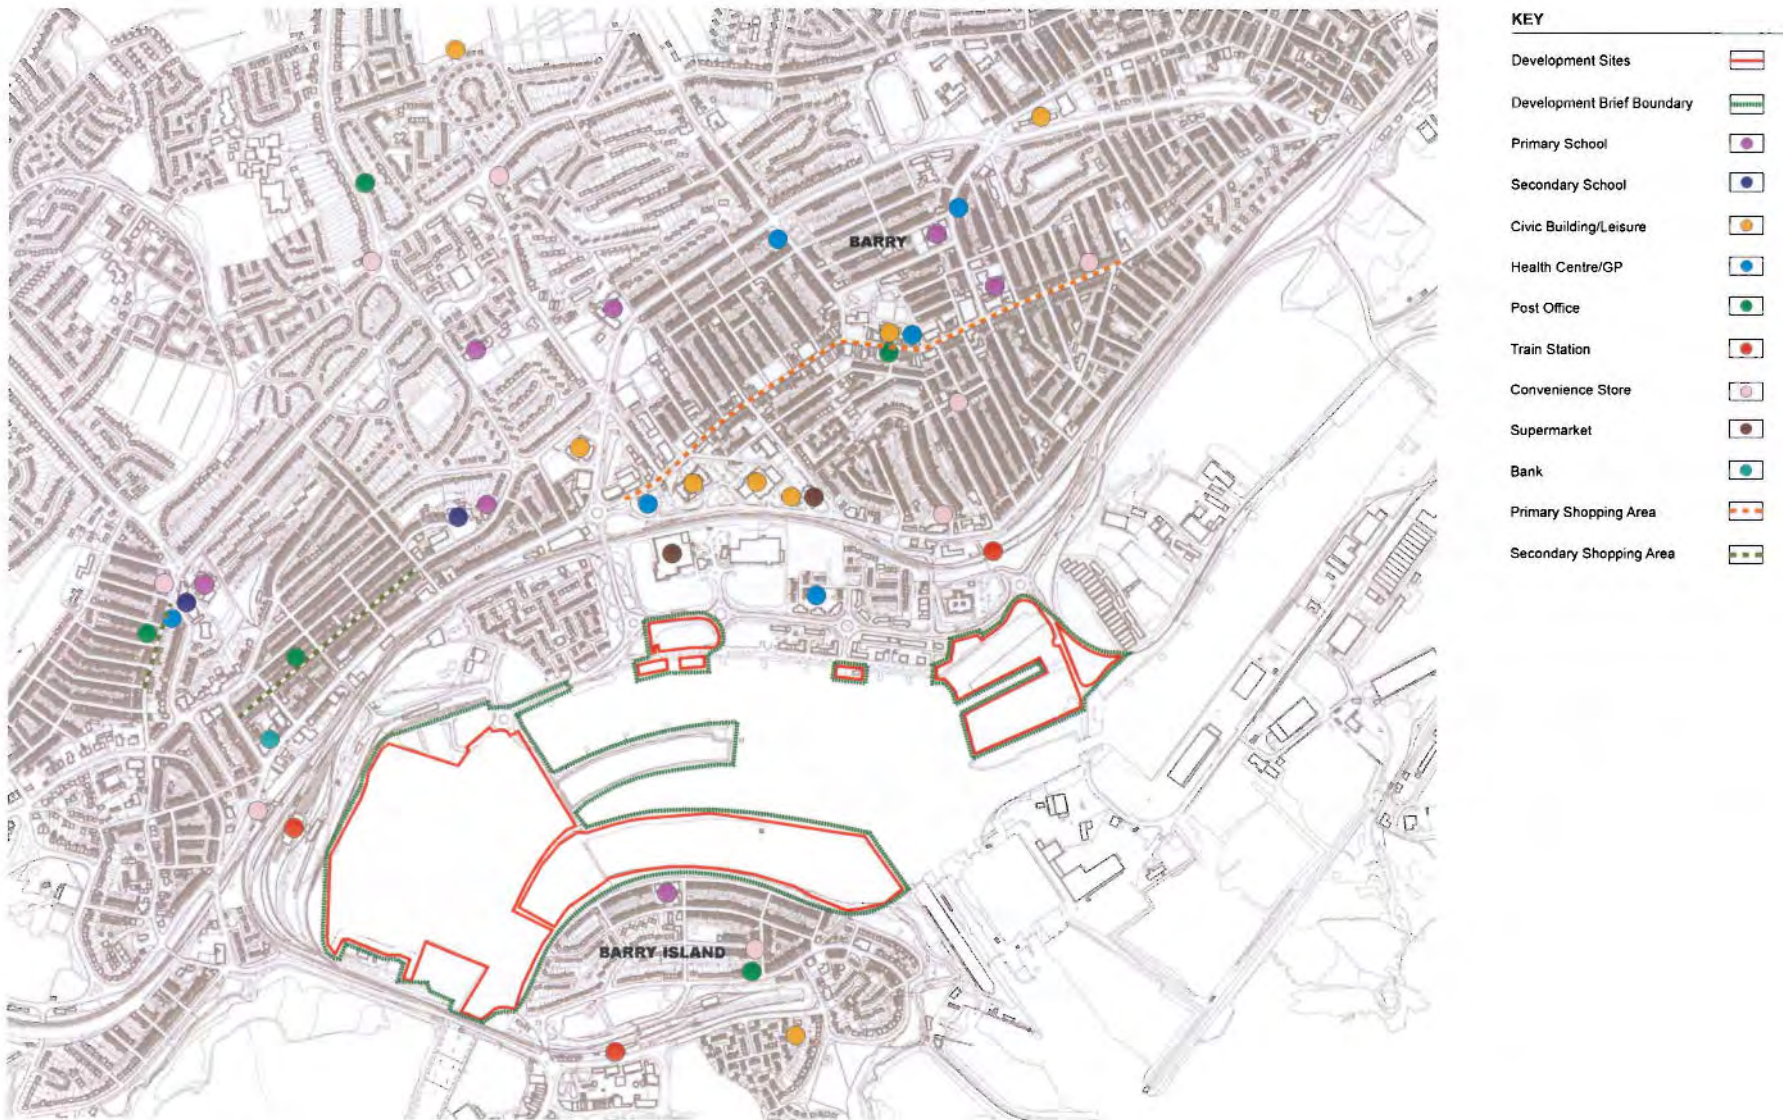 KEY
Development Sites
Development Brief Boundary
Primary School
Secondary School
Civic Building/Leisure
Health Centre/GP
Post Office
Train Station
Convenience Store
Supermarket
Bank
Primary Shopping Area
Secondary Shopping Area
BARRY
BARRY ISLAND